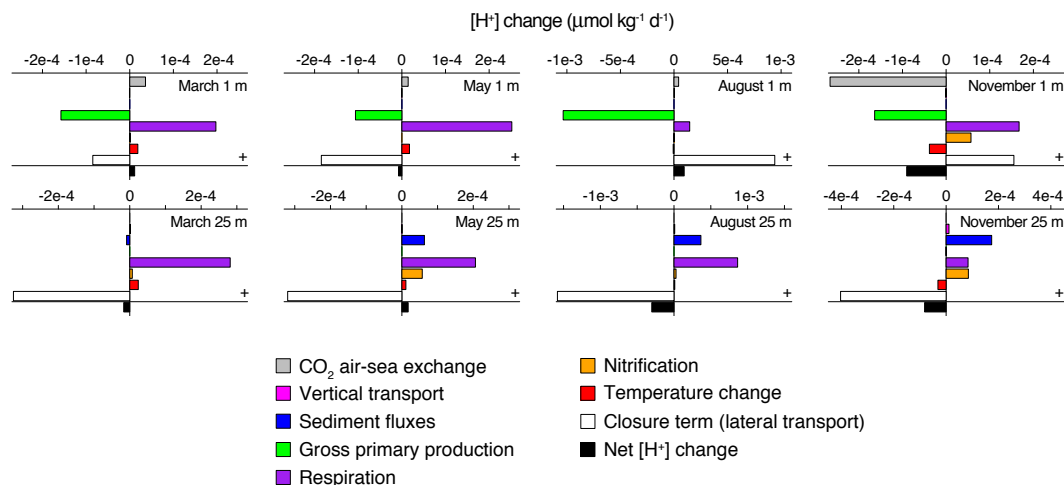 [H⁺] change (μmol kg⁻¹ d⁻¹)
-2e-4 -1e-4 0 1e-4 2e-4
March 1 m
+
-2e-4 -1e-4 0 1e-4 2e-4
May 1 m
+
-1e-3 -5e-4 0 5e-4 1e-3
August 1 m
+
-2e-4 -1e-4 0 1e-4 2e-4
November 1 m
+
-2e-4 0 2e-4
March 25 m
+
-2e-4 0 2e-4
May 25 m
+
-1e-3 0 1e-3
August 25 m
+
-4e-4 -2e-4 0 2e-4 4e-4
November 25 m
+
CO₂ air-sea exchange
Vertical transport
Sediment fluxes
Gross primary production
Respiration
Nitrification
Temperature change
Closure term (lateral transport)
Net [H⁺] change